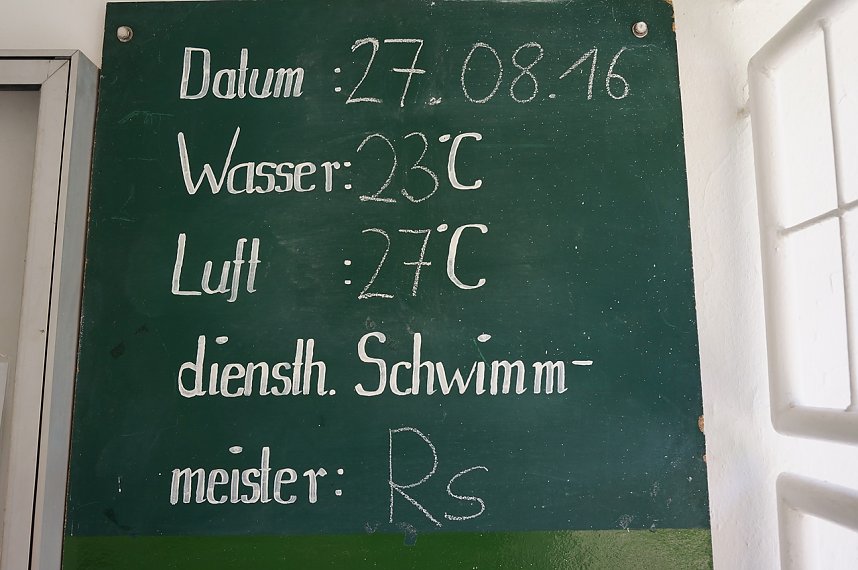 Datum : 27.08.16
Wasser: 23°C
Luft : 27°C
diensth. Schwimm-
meister: Rs